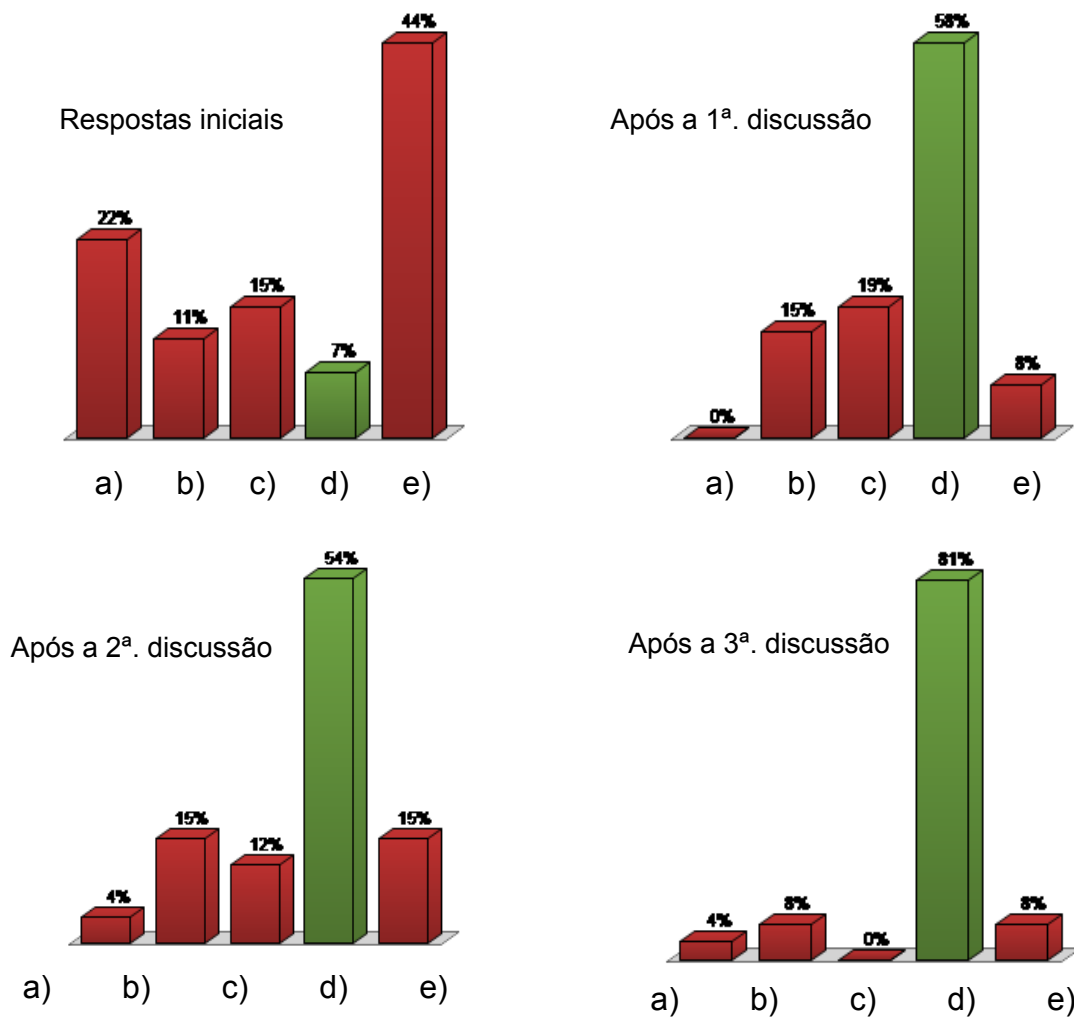 44%
Respostas iniciais
22%
11%
15%
7%
a) b) c) d) e)
58%
Após a 1ª. discussão
0%
15%
19%
8%
a) b) c) d) e)
54%
Após a 2ª. discussão
4%
15%
12%
15%
a) b) c) d) e)
81%
Após a 3ª. discussão
4%
8%
0%
8%
a) b) c) d) e)